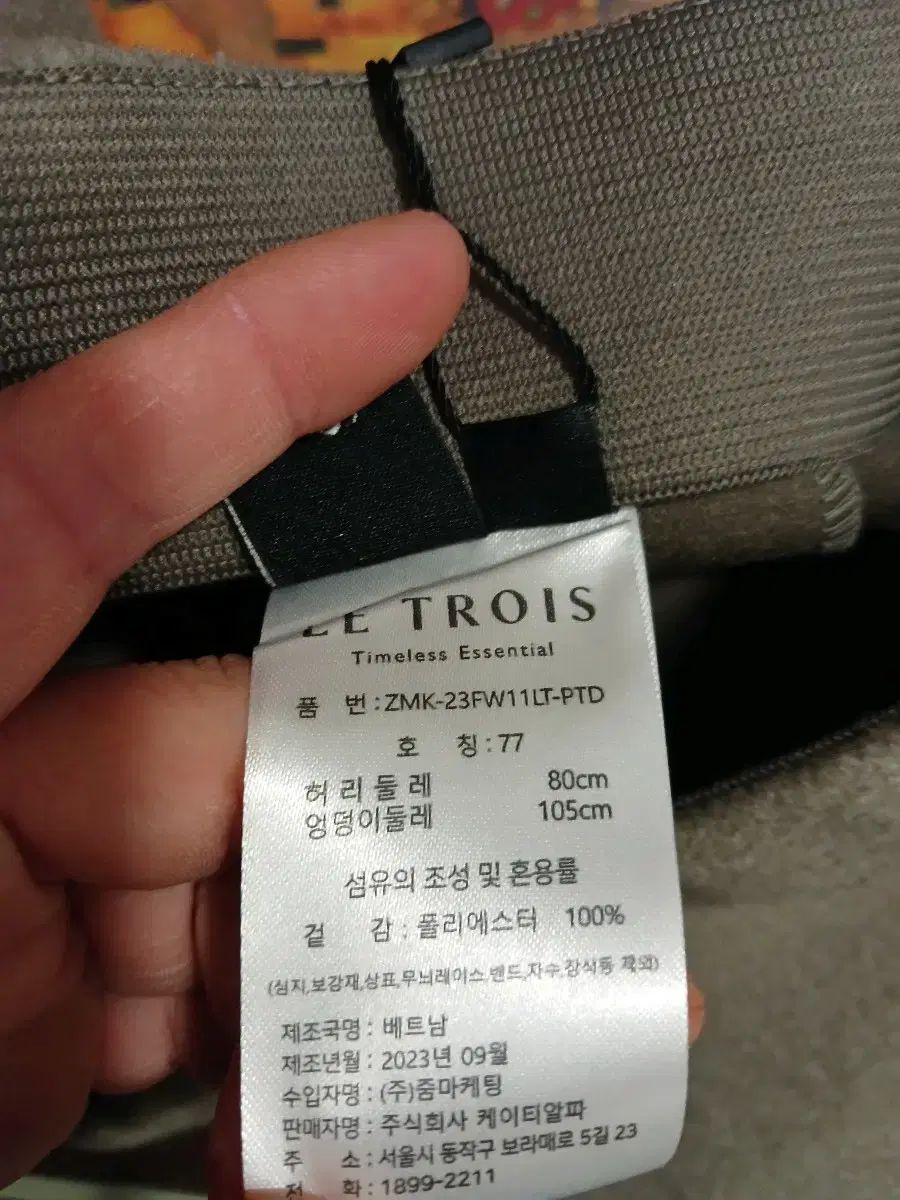 LE TROIS
Timeless Essential
품 번 : ZMK-23FW11LT-PTD
호 칭 : 77
허 리 둘 레 80cm
엉덩이둘레 105cm
섬유의 조성 및 혼용률
겉 감 : 폴리에스터 100%
(심지,보강재,상표,무늬레이스,밴드,자수,장식등 제외)
제조국명 : 베트남
제조년월 : 2023년 09월
수입자명 : (주)줌마케팅
판매자명 : 주식회사 케이티알파
주 소 : 서울시 동작구 보라매로 5길 23
전 화 : 1899-2211